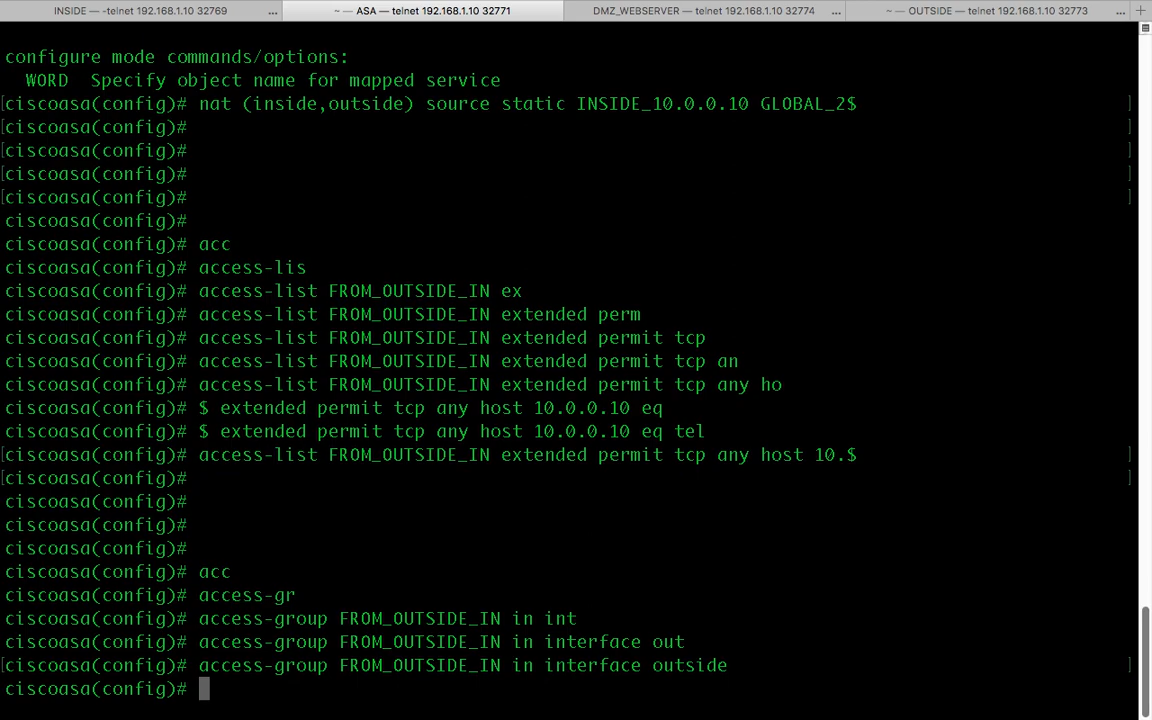 INSIDE — -telnet 192.168.1.10 32769 ... ~ — ASA — telnet 192.168.1.10 32771 DMZ_WEBSERVER — telnet 192.168.1.10 32774 ... ~ — OUTSIDE — telnet 192.168.1.10 32773 ... +
configure mode commands/options:
  WORD  Specify object name for mapped service
[ciscoasa(config)# nat (inside,outside) source static INSIDE_10.0.0.10 GLOBAL_2$ ]
[ciscoasa(config)# ]
[ciscoasa(config)# ]
[ciscoasa(config)# ]
[ciscoasa(config)# ]
ciscoasa(config)#
ciscoasa(config)# acc
ciscoasa(config)# access-lis
ciscoasa(config)# access-list FROM_OUTSIDE_IN ex
ciscoasa(config)# access-list FROM_OUTSIDE_IN extended perm
ciscoasa(config)# access-list FROM_OUTSIDE_IN extended permit tcp
ciscoasa(config)# access-list FROM_OUTSIDE_IN extended permit tcp an
ciscoasa(config)# access-list FROM_OUTSIDE_IN extended permit tcp any ho
ciscoasa(config)# $ extended permit tcp any host 10.0.0.10 eq
ciscoasa(config)# $ extended permit tcp any host 10.0.0.10 eq tel
[ciscoasa(config)# access-list FROM_OUTSIDE_IN extended permit tcp any host 10.$ ]
[ciscoasa(config)# ]
ciscoasa(config)#
ciscoasa(config)#
ciscoasa(config)#
ciscoasa(config)# acc
ciscoasa(config)# access-gr
ciscoasa(config)# access-group FROM_OUTSIDE_IN in int
ciscoasa(config)# access-group FROM_OUTSIDE_IN in interface out
[ciscoasa(config)# access-group FROM_OUTSIDE_IN in interface outside ]
ciscoasa(config)#